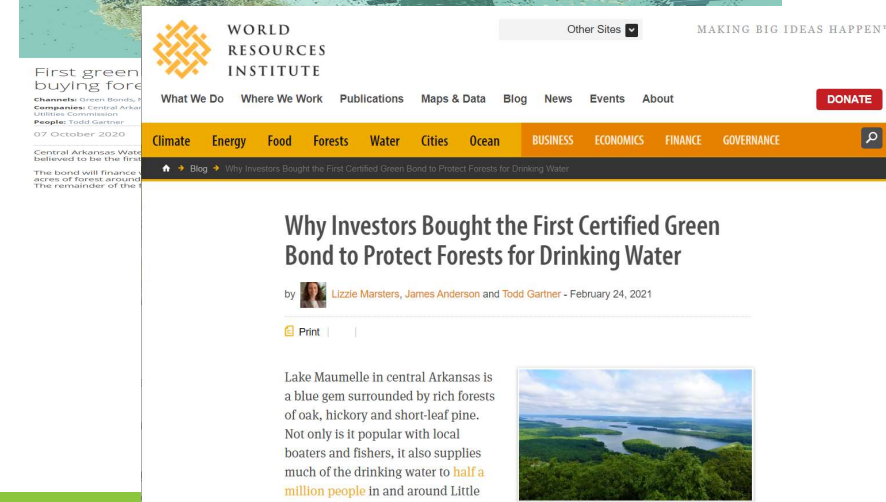 First green
buying fore
Channels: Green Bonds,
Companies: Central Arkan
Utilities Commission
People: Todd Gartner
07 October 2020
Central Arkansas Wate
believed to be the first
The bond will finance
acres of forest around
The remainder of the
WORLD
RESOURCES
INSTITUTE
Other Sites
MAKING BIG IDEAS HAPPEN
What We Do Where We Work Publications Maps & Data Blog News Events About
DONATE
Climate Energy Food Forests Water Cities Ocean BUSINESS ECONOMICS FINANCE GOVERNANCE
Blog Why Investors Bought the First Certified Green Bond to Protect Forests for Drinking Water
Why Investors Bought the First Certified Green
Bond to Protect Forests for Drinking Water
by Lizzie Marsters, James Anderson and Todd Gartner - February 24, 2021
Print
Lake Maumelle in central Arkansas is
a blue gem surrounded by rich forests
of oak, hickory and short-leaf pine.
Not only is it popular with local
boaters and fishers, it also supplies
much of the drinking water to half a
million people in and around Little